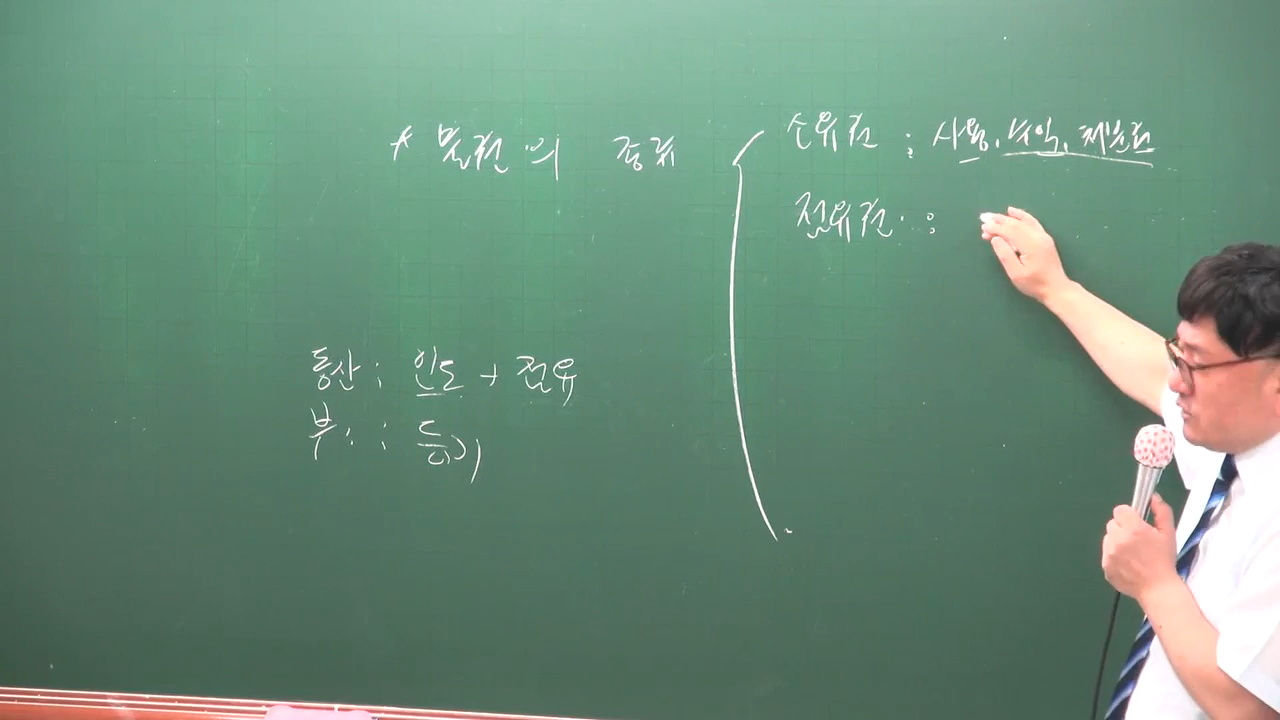 * 물권의 종류
소유권 : 사용, 수익, 처분권
점유권 :
동산 : 인도 + 점유
부 : 등기